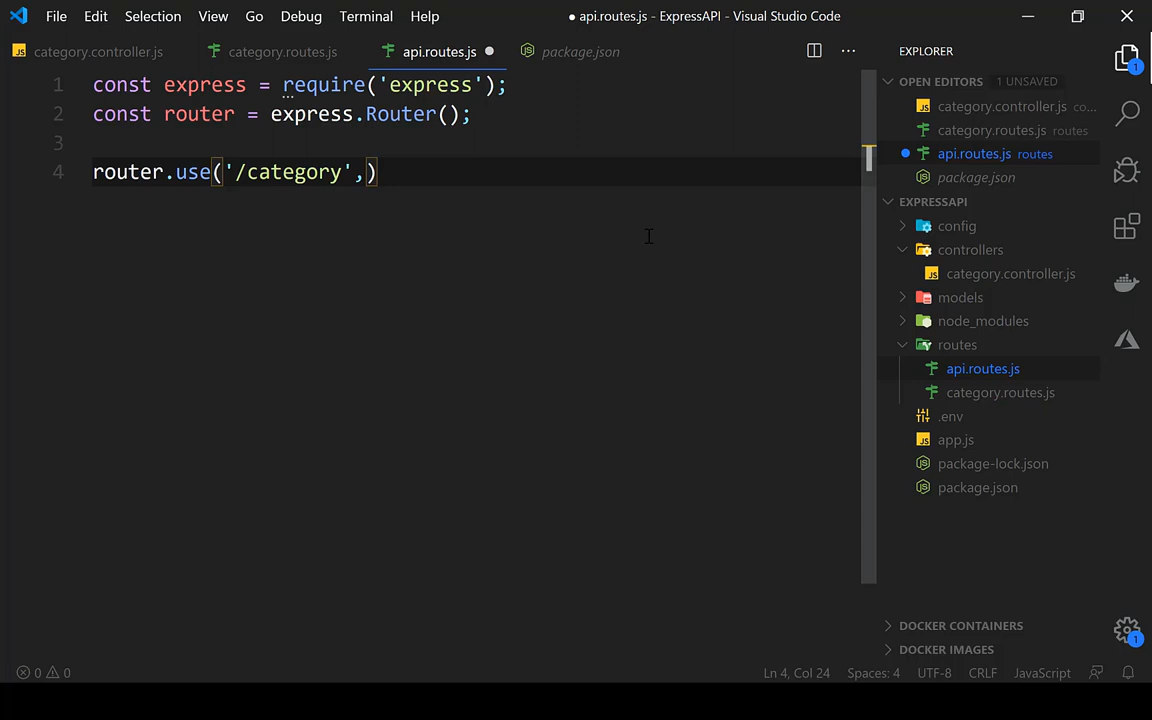 File Edit Selection View Go Debug Terminal Help
● api.routes.js - ExpressAPI - Visual Studio Code
category.controller.js category.routes.js api.routes.js package.json
1 const express = require('express');
2 const router = express.Router();
3
4 router.use('/category',)
EXPLORER
OPEN EDITORS 1 UNSAVED
category.controller.js co...
category.routes.js routes
api.routes.js routes
package.json
EXPRESSAPI
config
controllers
category.controller.js
models
node_modules
routes
api.routes.js
category.routes.js
.env
app.js
package-lock.json
package.json
DOCKER CONTAINERS
DOCKER IMAGES
1
1
0 0
Ln 4, Col 24 Spaces: 4 UTF-8 CRLF JavaScript